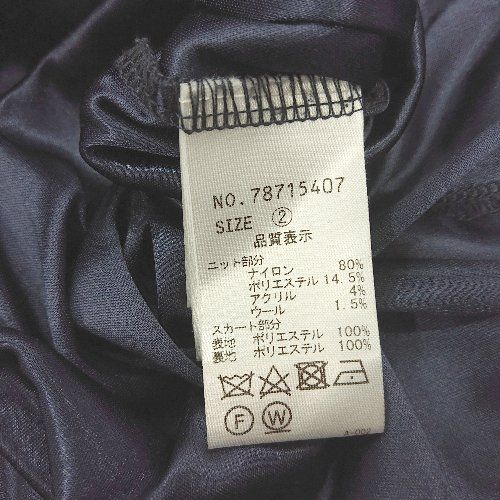 NO.78715407
SIZE ②
品質表示
ニット部分
ナイロン 80%
ポリエステル 14.5%
アクリル 4%
ウール 1.5%
スカート部分
表地 ポリエステル 100%
裏地 ポリエステル 100%
F W
A-002